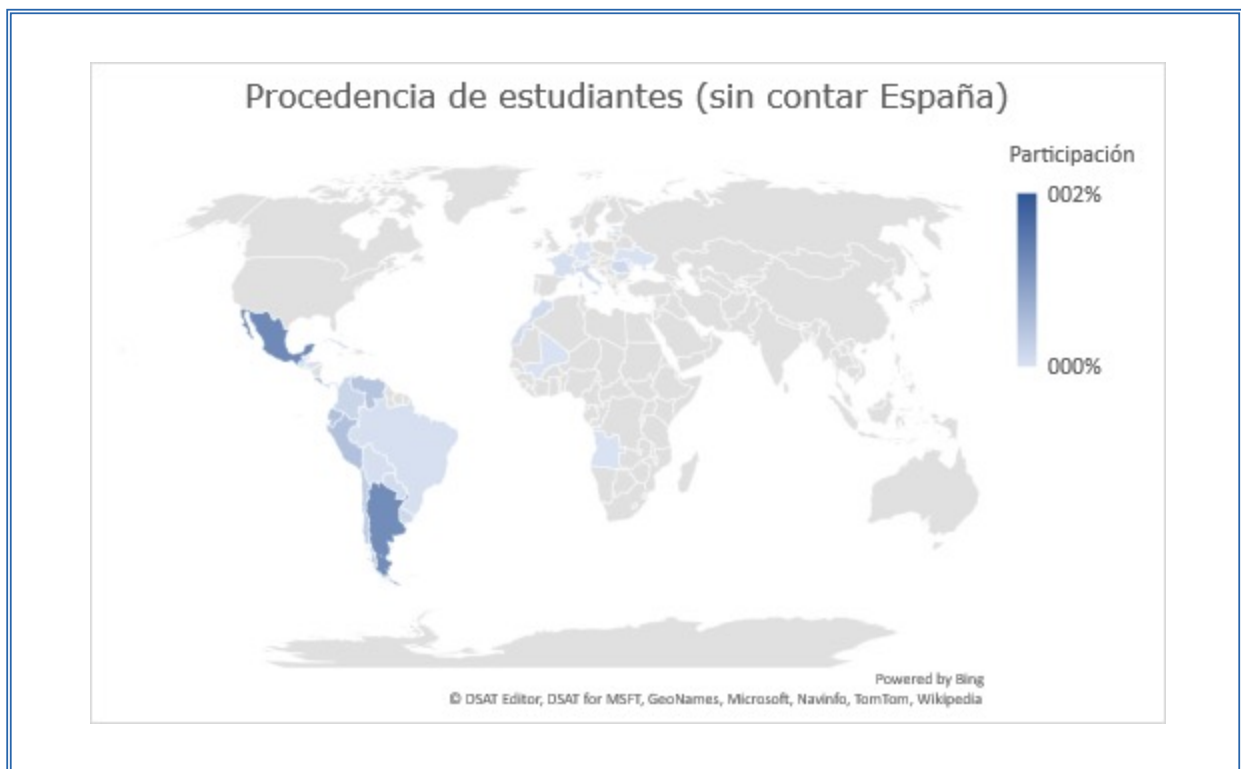 Procedencia de estudiantes (sin contar España)
Participación
002%
000%
Powered by Bing
© DSAT Editor, DSAT for MSFT, GeoNames, Microsoft, Navinfo, TomTom, Wikipedia